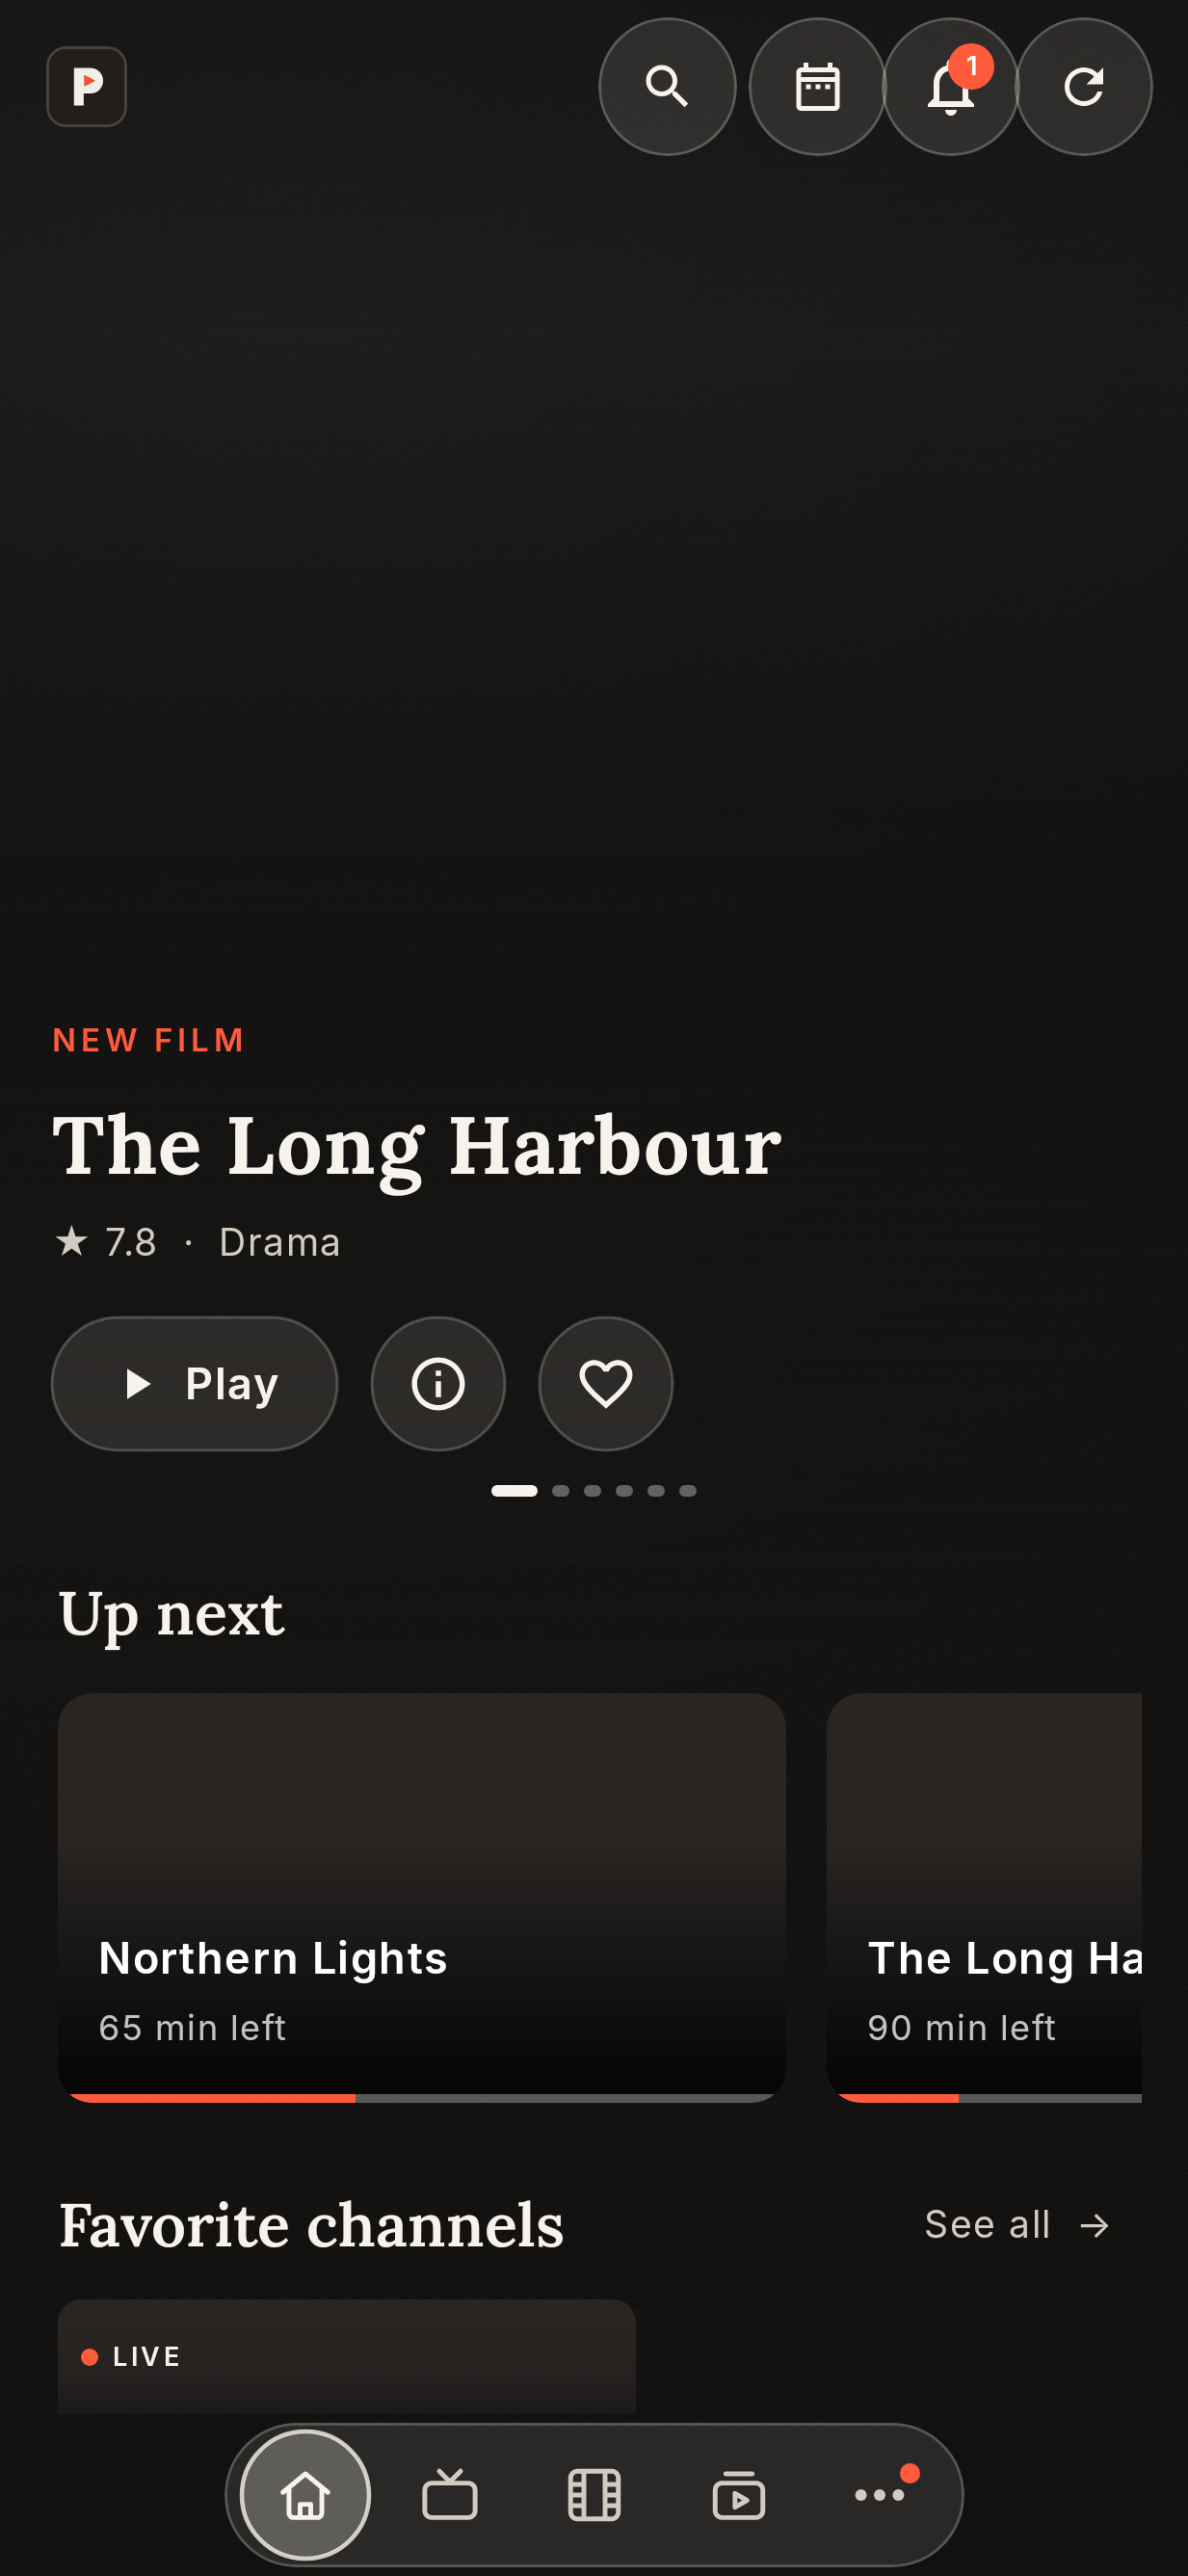 P
1
NEW FILM
The Long Harbour
★ 7.8 · Drama
Play
Up next
Northern Lights
65 min left
The Long Ha
90 min left
Favorite channels
See all →
LIVE